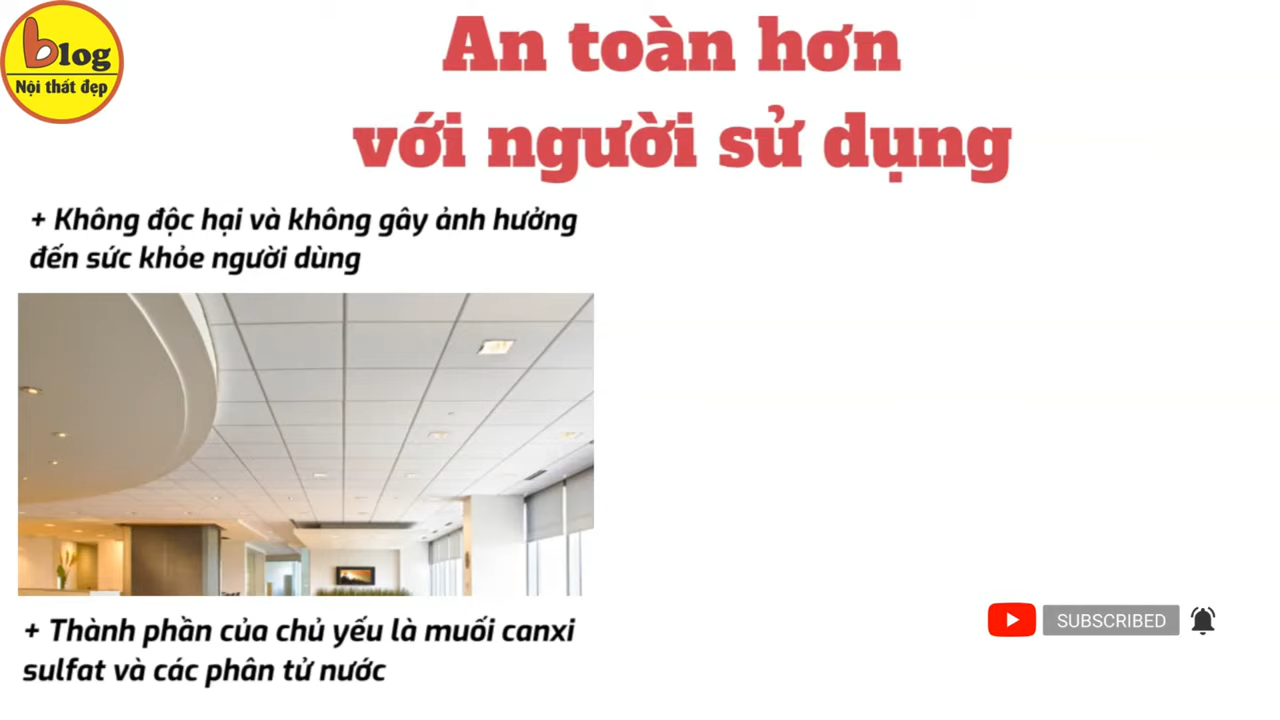 blog
Nội thất đẹp
An toàn hơn
với người sử dụng
+ Không độc hại và không gây ảnh hưởng
đến sức khỏe người dùng
+ Thành phần của chủ yếu là muối canxi
sulfat và các phân tử nước
SUBSCRIBED